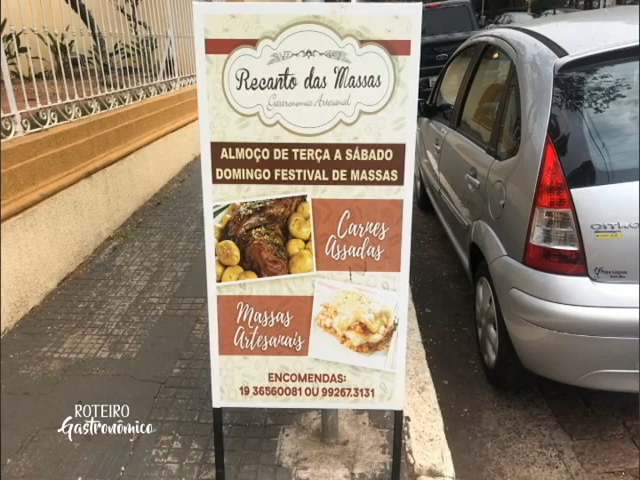 Recanto das Massas
Gastronomia Artesanal
ALMOÇO DE TERÇA A SÁBADO
DOMINGO FESTIVAL DE MASSAS
Carnes
Assadas
Massas
Artesanais
ENCOMENDAS:
19 36560081 OU 99267.3131
ROTEIRO
Gastronômico